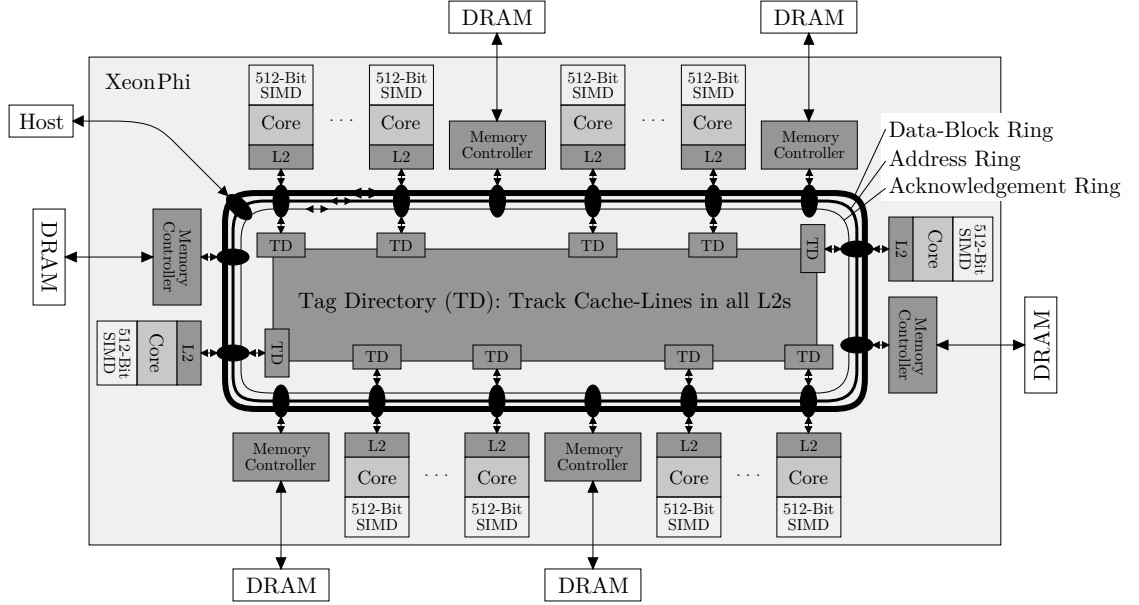 DRAM
DRAM
XeonPhi
512-Bit
SIMD
Core
L2
. . .
512-Bit
SIMD
Core
L2
Memory
Controller
512-Bit
SIMD
Core
L2
. . .
512-Bit
SIMD
Core
L2
Memory
Controller
Host
Data-Block Ring
Address Ring
Acknowledgement Ring
DRAM
Memory
Controller
TD
TD
TD
TD
TD
L2
Core
512-Bit
SIMD
Tag Directory (TD): Track Cache-Lines in all L2s
512-Bit
SIMD
Core
L2
TD
TD
TD
TD
TD
Memory
Controller
DRAM
Memory
Controller
L2
Core
512-Bit
SIMD
. . .
L2
Core
512-Bit
SIMD
Memory
Controller
L2
Core
512-Bit
SIMD
. . .
L2
Core
512-Bit
SIMD
DRAM
DRAM